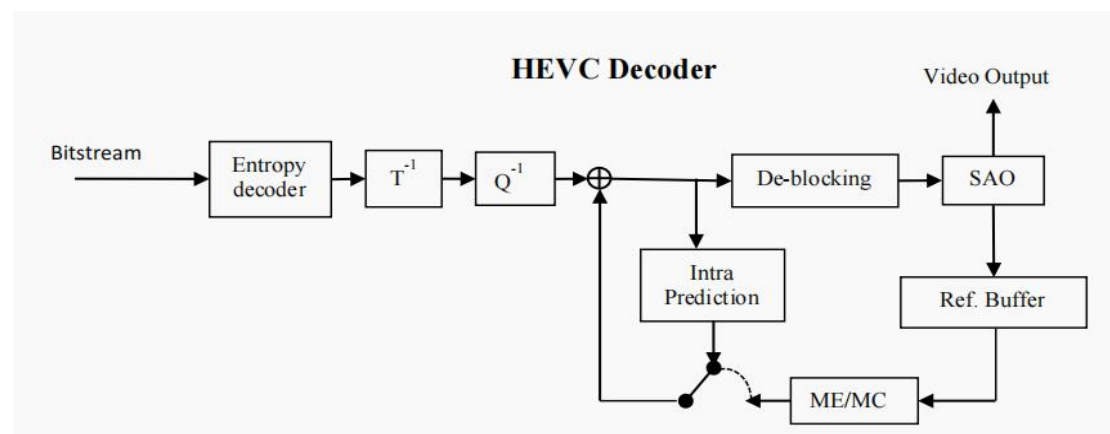 HEVC Decoder
Video Output
Bitstream
Entropy
decoder
T⁻¹
Q⁻¹
De-blocking
SAO
Intra
Prediction
Ref. Buffer
ME/MC